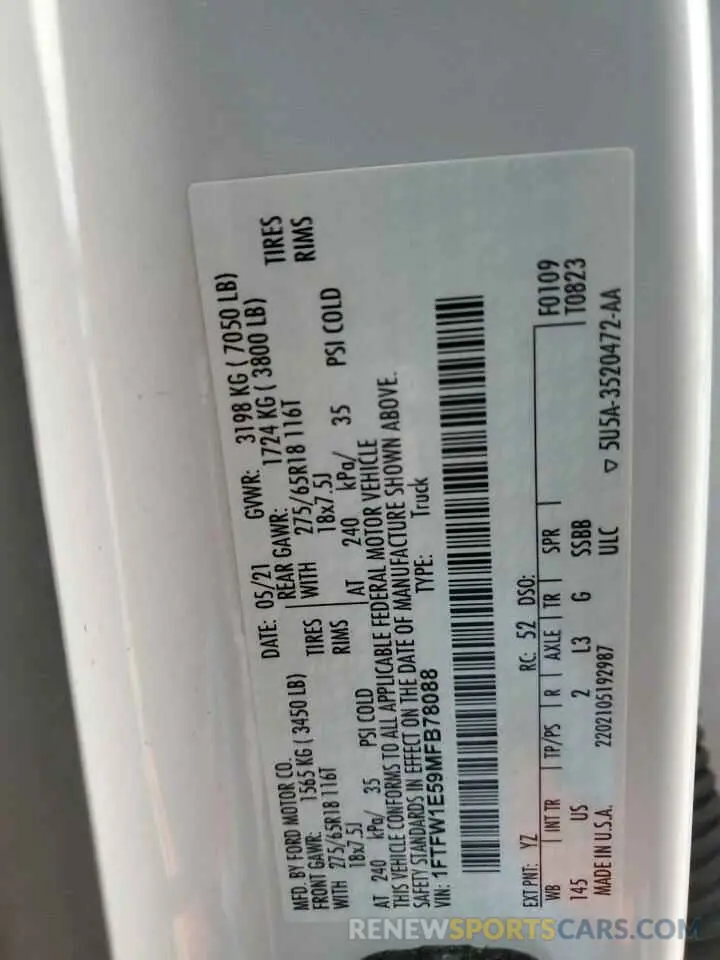 MFD. BY FORD MOTOR CO.
DATE: 05/21 GVWR: 3198 KG ( 7050 LB)
FRONT GAWR: 1565 KG ( 3450 LB) REAR GAWR: 1724 KG ( 3800 LB)
WITH 275/65R18 116T TIRES WITH 275/65R18 116T TIRES
18x7.5J RIMS 18x7.5J RIMS
AT 240 kPa/ 35 PSI COLD AT 240 kPa/ 35 PSI COLD
THIS VEHICLE CONFORMS TO ALL APPLICABLE FEDERAL MOTOR VEHICLE
SAFETY STANDARDS IN EFFECT ON THE DATE OF MANUFACTURE SHOWN ABOVE.
VIN: 1FTFW1E59MFB78088 TYPE: Truck
EXT PNT: YZ RC: 52 DSO: F0109
WB INT TR TP/PS R AXLE TR SPR T0823
145 US 2 L3 G SSBB
MADE IN U.S.A. 2202105192987 ULC ▽ 5U5A-3520472-AA
RENEWSPORTSCARS.COM